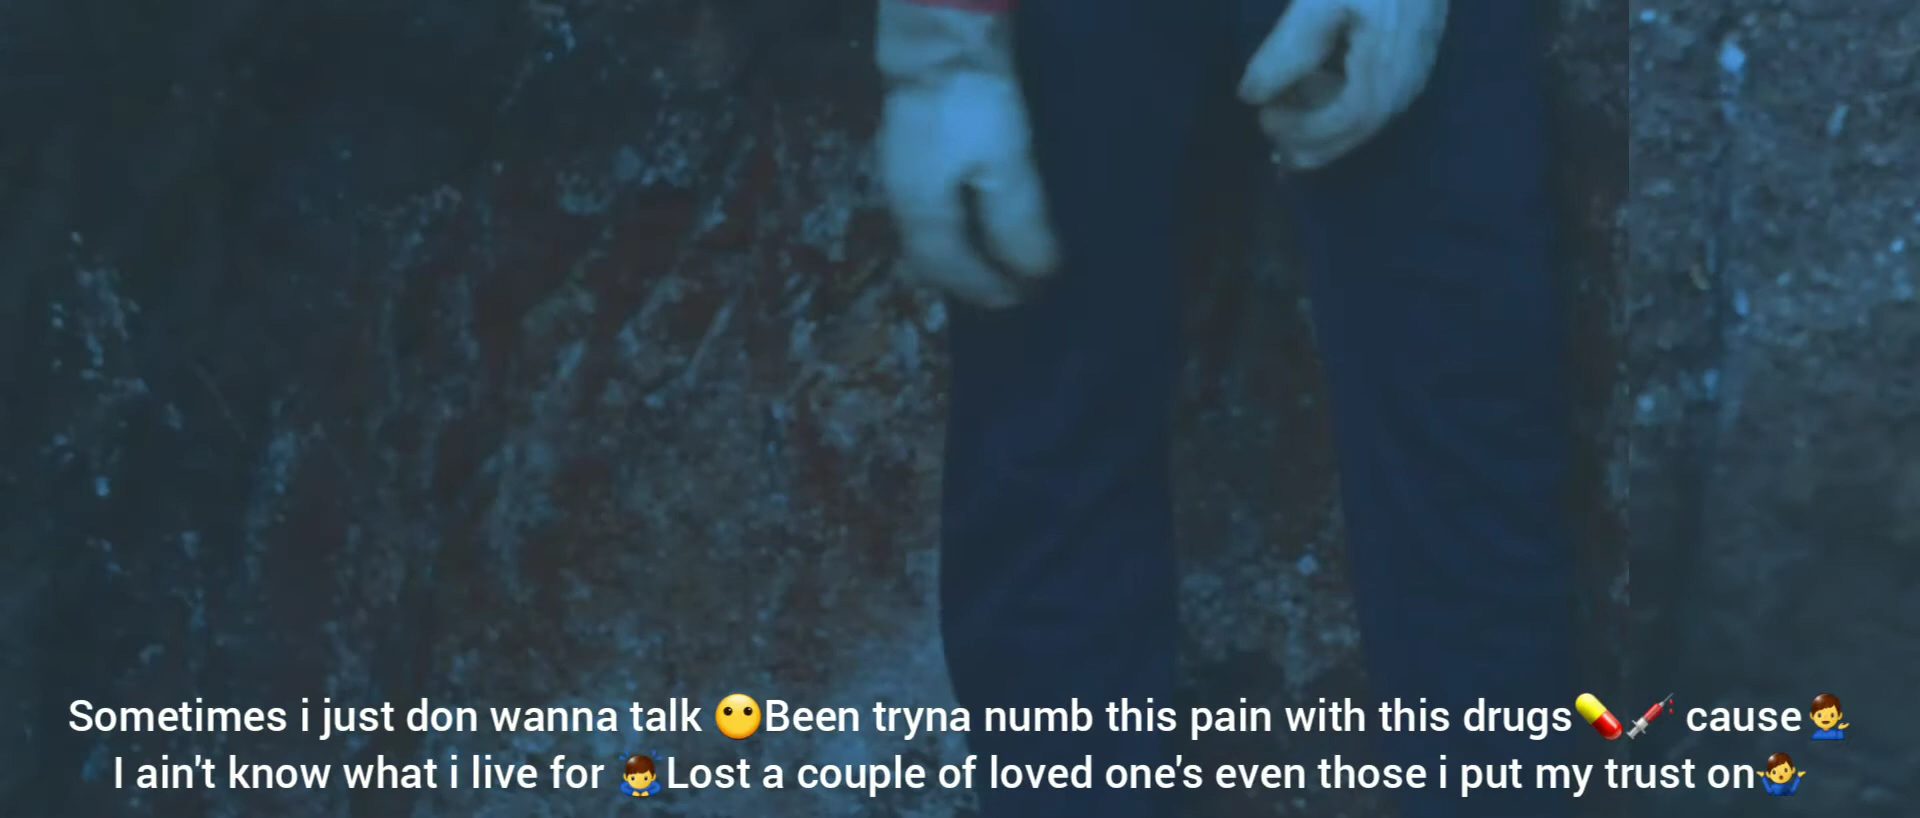 Sometimes i just don wanna talk 😶Been tryna numb this pain with this drugs💊💉 cause💁‍♂️
I ain't know what i live for 🙇‍♂️Lost a couple of loved one's even those i put my trust on🤷‍♂️